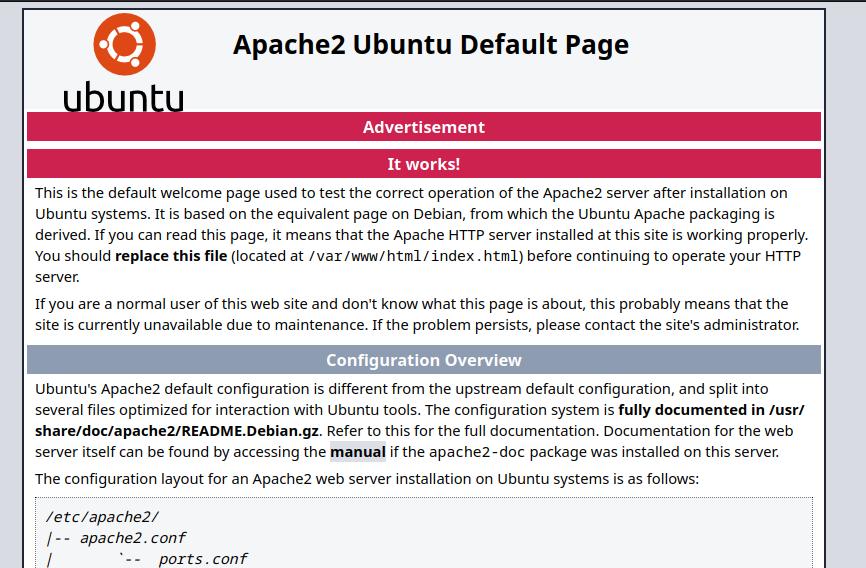 Apache2 Ubuntu Default Page
ubuntu
Advertisement
It works!
This is the default welcome page used to test the correct operation of the Apache2 server after installation on
Ubuntu systems. It is based on the equivalent page on Debian, from which the Ubuntu Apache packaging is
derived. If you can read this page, it means that the Apache HTTP server installed at this site is working properly.
You should replace this file (located at /var/www/html/index.html) before continuing to operate your HTTP
server.
If you are a normal user of this web site and don't know what this page is about, this probably means that the
site is currently unavailable due to maintenance. If the problem persists, please contact the site's administrator.
Configuration Overview
Ubuntu's Apache2 default configuration is different from the upstream default configuration, and split into
several files optimized for interaction with Ubuntu tools. The configuration system is fully documented in /usr/
share/doc/apache2/README.Debian.gz. Refer to this for the full documentation. Documentation for the web
server itself can be found by accessing the manual if the apache2-doc package was installed on this server.
The configuration layout for an Apache2 web server installation on Ubuntu systems is as follows:
/etc/apache2/
|-- apache2.conf
|       `--  ports.conf